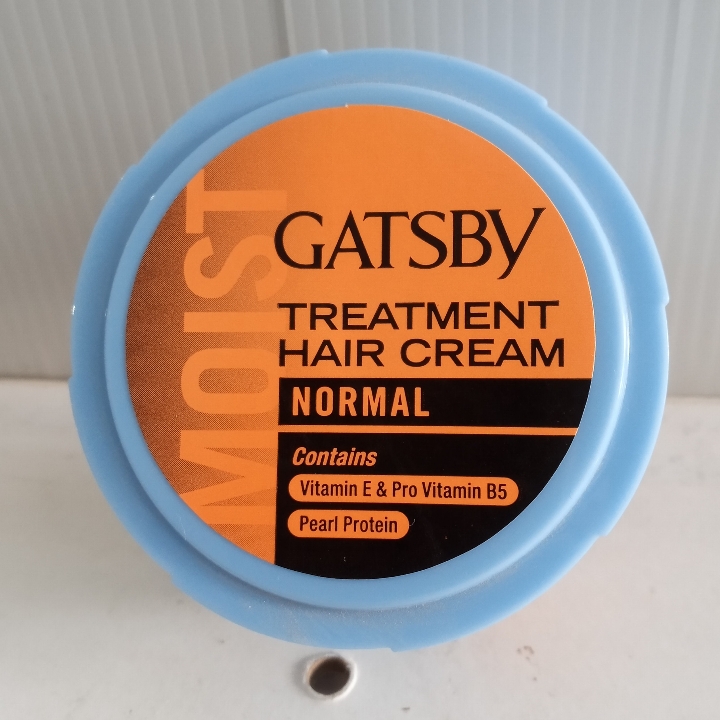 MOIST
GATSBY
TREATMENT
HAIR CREAM
NORMAL
Contains
Vitamin E & Pro Vitamin B5
Pearl Protein